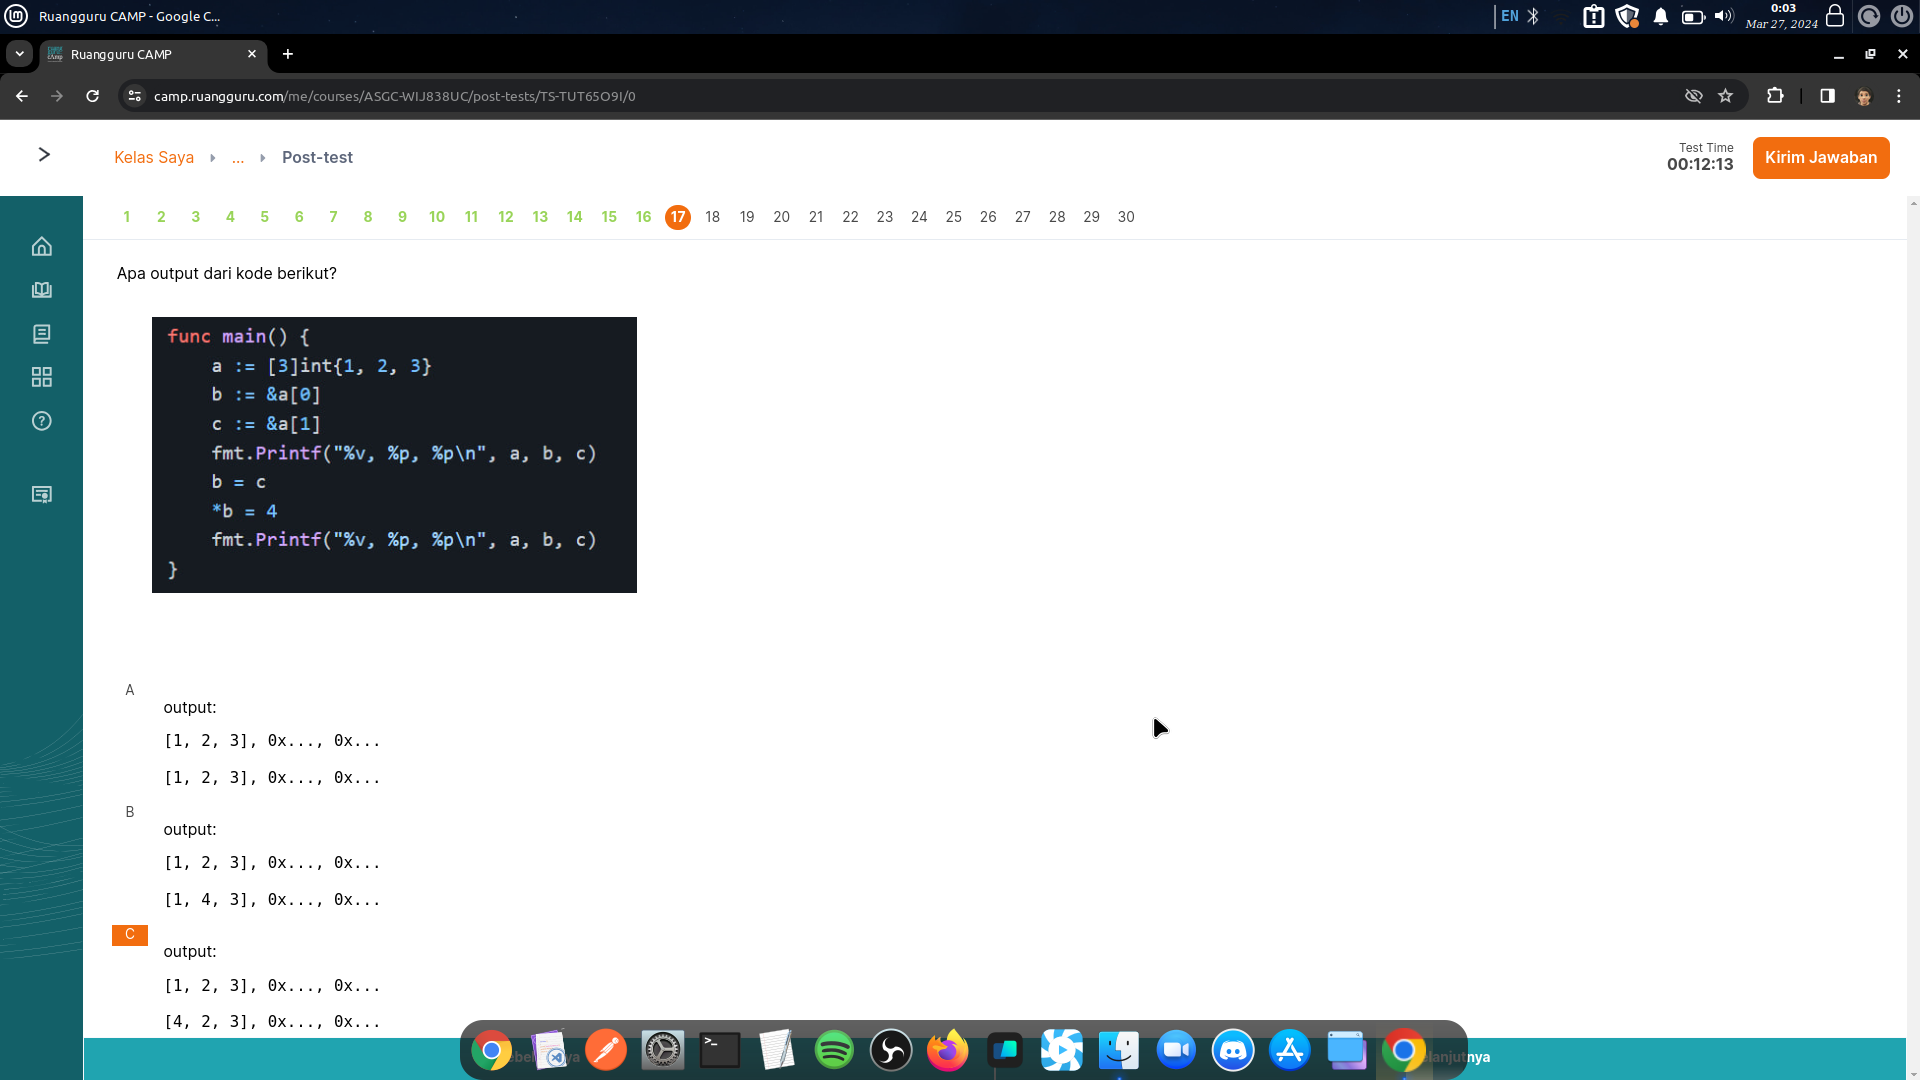 Ruangguru CAMP - Google C...
EN
0:03
Mar 27, 2024
Ruangguru CAMP
camp.ruangguru.com/me/courses/ASGC-WIJ838UC/post-tests/TS-TUT65O9I/0
Kelas Saya ... Post-test
Test Time
00:12:13
Kirim Jawaban
1 2 3 4 5 6 7 8 9 10 11 12 13 14 15 16 17 18 19 20 21 22 23 24 25 26 27 28 29 30
Apa output dari kode berikut?
func main() {
a := [3]int{1, 2, 3}
b := &a[0]
c := &a[1]
fmt.Printf("%v, %p, %p\n", a, b, c)
b = c
*b = 4
fmt.Printf("%v, %p, %p\n", a, b, c)
}
A
output:
[1, 2, 3], 0x..., 0x...
[1, 2, 3], 0x..., 0x...
B
output:
[1, 2, 3], 0x..., 0x...
[1, 4, 3], 0x..., 0x...
C
output:
[1, 2, 3], 0x..., 0x...
[4, 2, 3], 0x..., 0x...